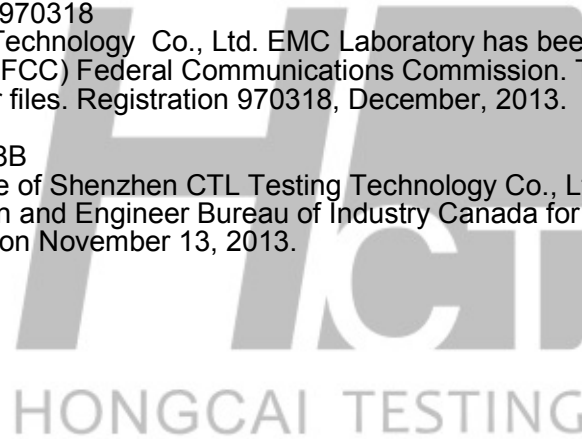 970318
Technology Co., Ltd. EMC Laboratory has bee
FCC) Federal Communications Commission. T
r files. Registration 970318, December, 2013.
3B
e of Shenzhen CTL Testing Technology Co., L
n and Engineer Bureau of Industry Canada for
on November 13, 2013.
HCT
HONGCAI TESTING